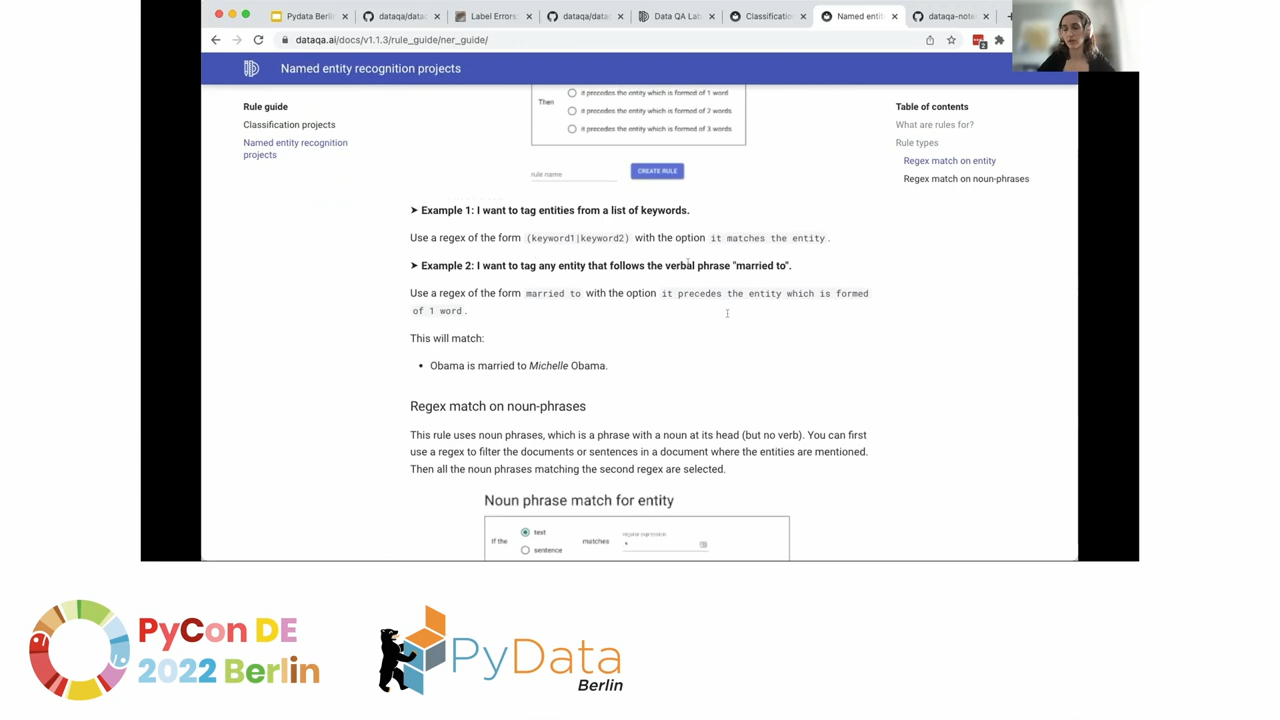 Pydata Berlin
dataqa/data
Label Errors:
dataqa/data
Data QA Lab
Classification
Named entit
dataqa-note
dataqa.ai/docs/v1.1.3/rule_guide/ner_guide/
2
Named entity recognition projects
Rule guide
Classification projects
Named entity recognition
projects
Then
it precedes the entity which is formed of 1 word
it precedes the entity which is formed of 2 words
it precedes the entity which is formed of 3 words
rule name
CREATE RULE
➤ Example 1: I want to tag entities from a list of keywords.
Use a regex of the form (keyword1|keyword2) with the option it matches the entity .
➤ Example 2: I want to tag any entity that follows the verbal phrase "married to".
Use a regex of the form married to with the option it precedes the entity which is formed
of 1 word .
This will match:
• Obama is married to Michelle Obama.
Regex match on noun-phrases
This rule uses noun phrases, which is a phrase with a noun at its head (but no verb). You can first
use a regex to filter the documents or sentences in a document where the entities are mentioned.
Then all the noun phrases matching the second regex are selected.
Noun phrase match for entity
If the
text
sentence
matches
regular expression
Table of contents
What are rules for?
Rule types
Regex match on entity
Regex match on noun-phrases
PyCon DE
2022 Berlin
PyData
Berlin